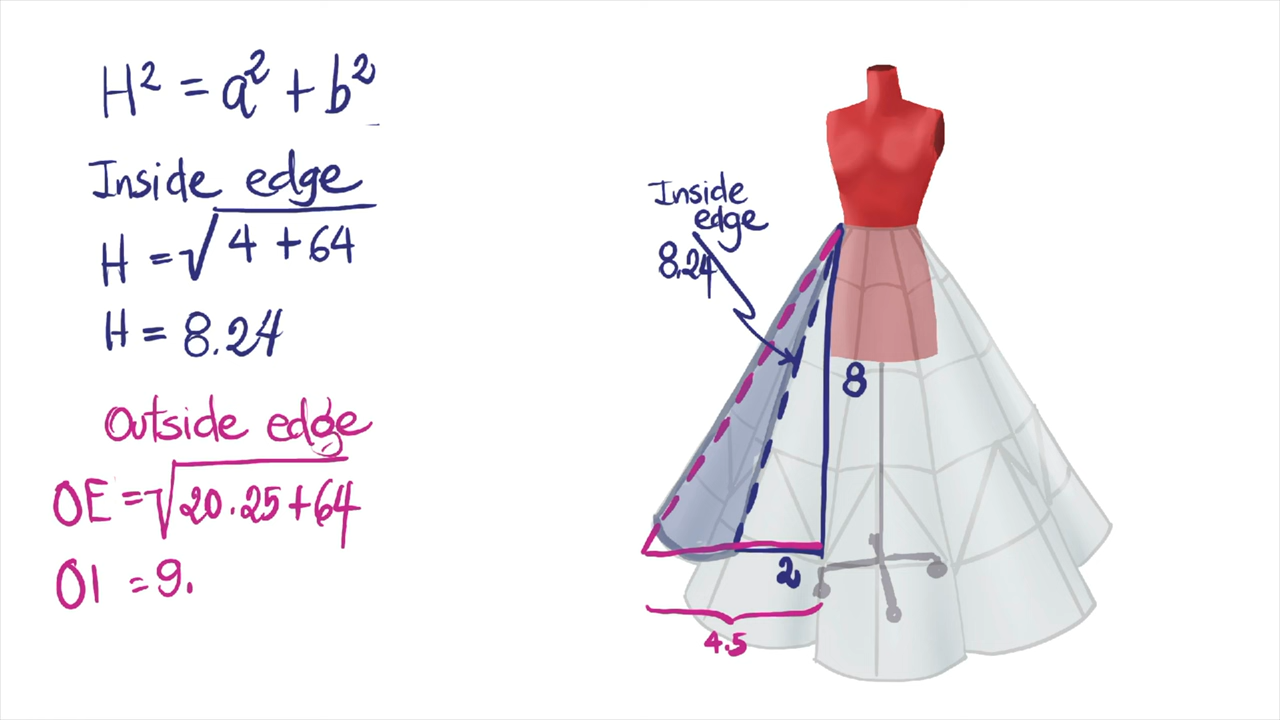 H² = a² + b²
Inside edge
H = √4 + 64
H = 8.24
Outside edge
OE = √20.25 + 64
OI = 9.
Inside
edge
8.24
8
2
4.5